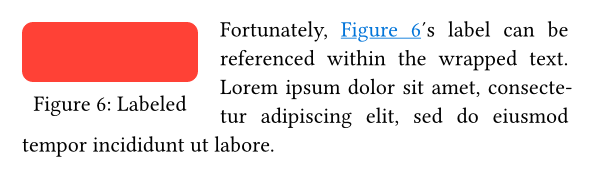 Fortunately, Figure 6´s label can be
referenced within the wrapped text.
Lorem ipsum dolor sit amet, consecte-
tur adipiscing elit, sed do eiusmod
tempor incididunt ut labore.
Figure 6: Labeled